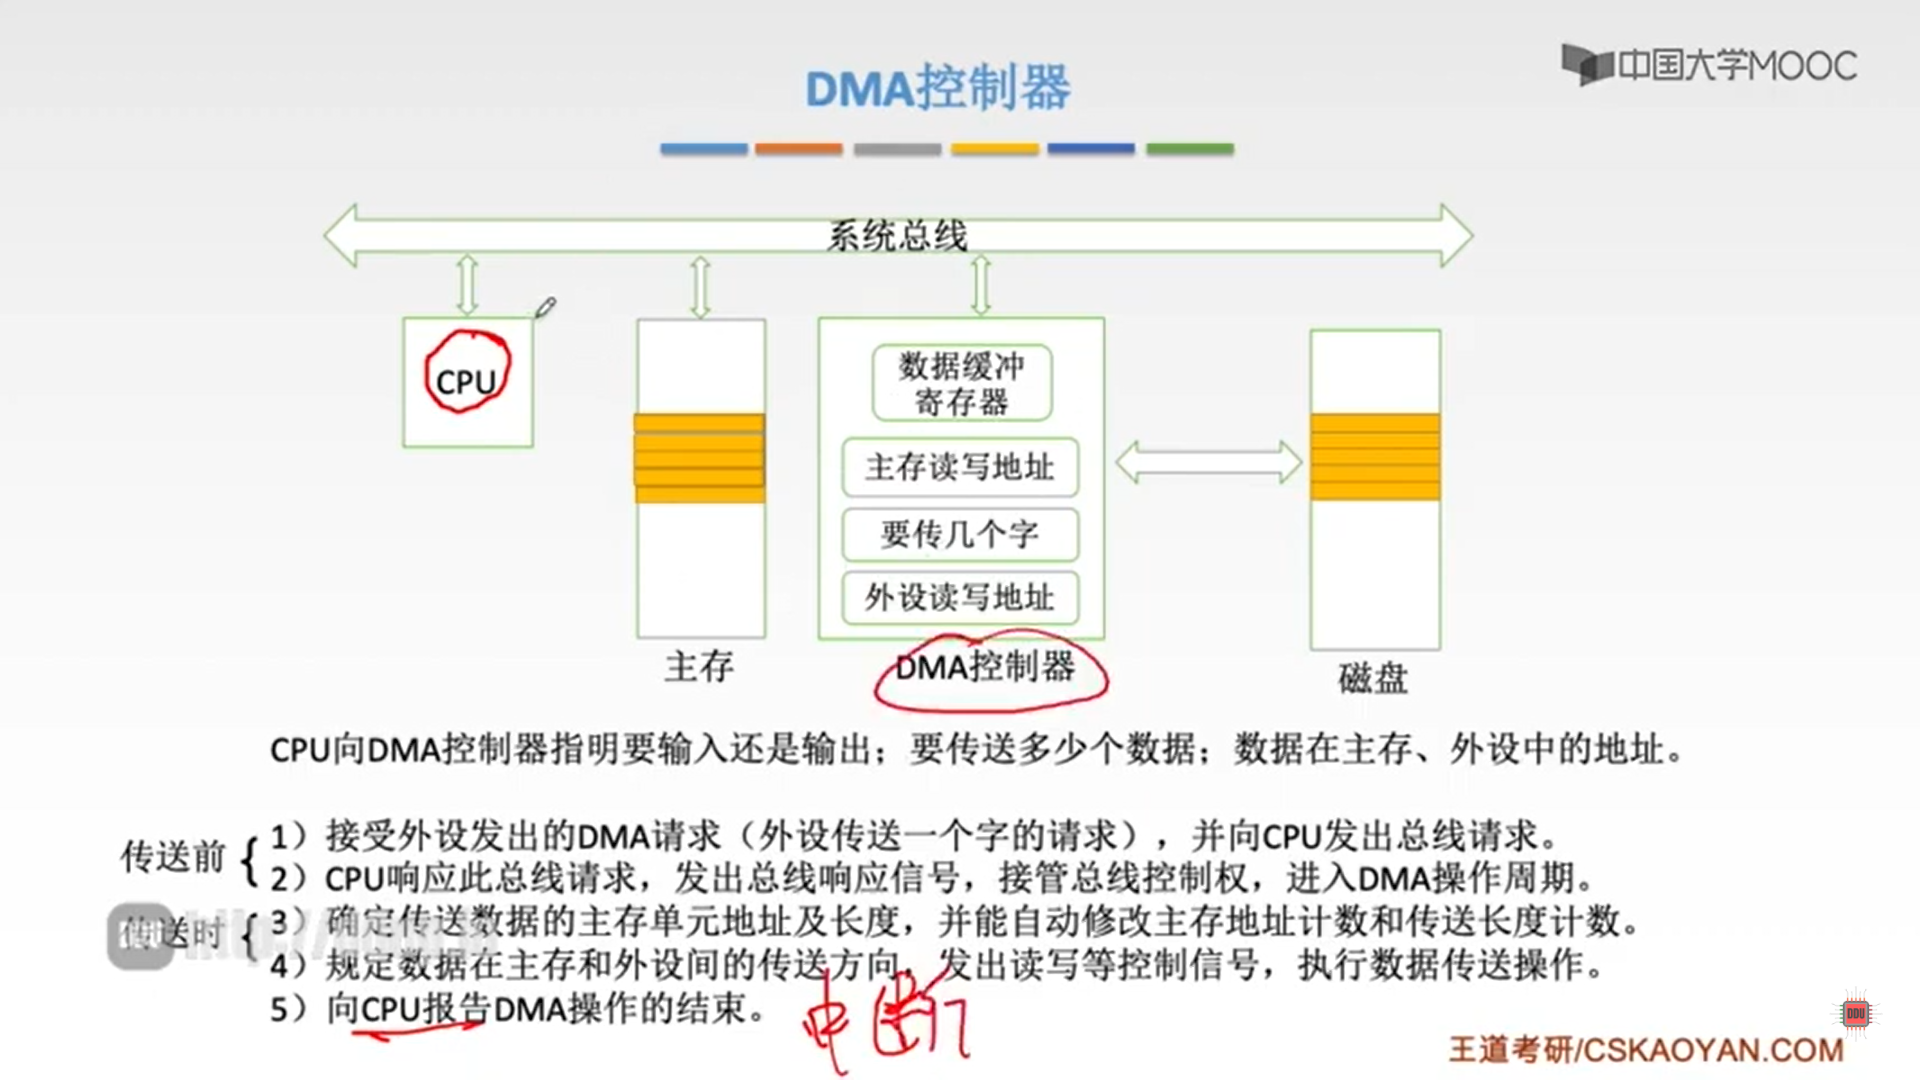 DMA控制器
中国大学MOOC
系统总线
CPU
数据缓冲
寄存器
主存读写地址
要传几个字
外设读写地址
主存
DMA控制器
磁盘
CPU向DMA控制器指明要输入还是输出；要传送多少个数据；数据在主存、外设中的地址。
传送前
1）接受外设发出的DMA请求（外设传送一个字的请求），并向CPU发出总线请求。
2）CPU响应此总线请求，发出总线响应信号，接管总线控制权，进入DMA操作周期。
传送时
3）确定传送数据的主存单元地址及长度，并能自动修改主存地址计数和传送长度计数。
4）规定数据在主存和外设间的传送方向，发出读写等控制信号，执行数据传送操作。
5）向CPU报告DMA操作的结束。
中断
DDU
王道考研/CSKAOYAN.COM